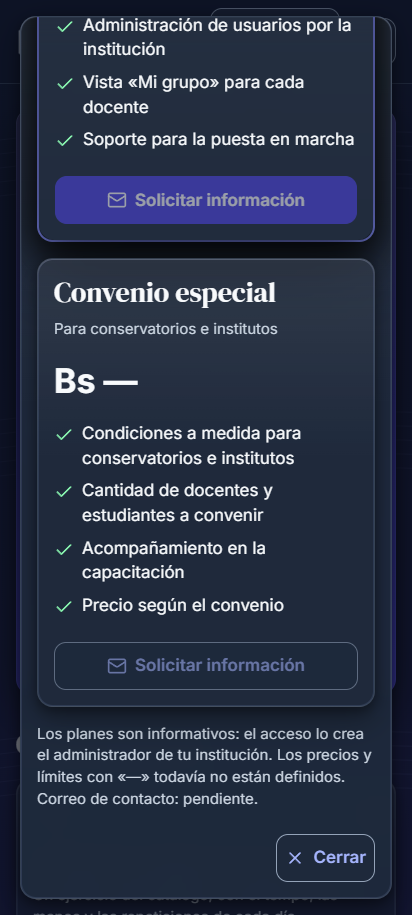 Administración de usuarios por la
institución
Vista «Mi grupo» para cada
docente
Soporte para la puesta en marcha
Solicitar información
Convenio especial
Para conservatorios e institutos
Bs —
Condiciones a medida para
conservatorios e institutos
Cantidad de docentes y
estudiantes a convenir
Acompañamiento en la
capacitación
Precio según el convenio
Solicitar información
Los planes son informativos: el acceso lo crea
el administrador de tu institución. Los precios y
límites con «—» todavía no están definidos.
Correo de contacto: pendiente.
Cerrar